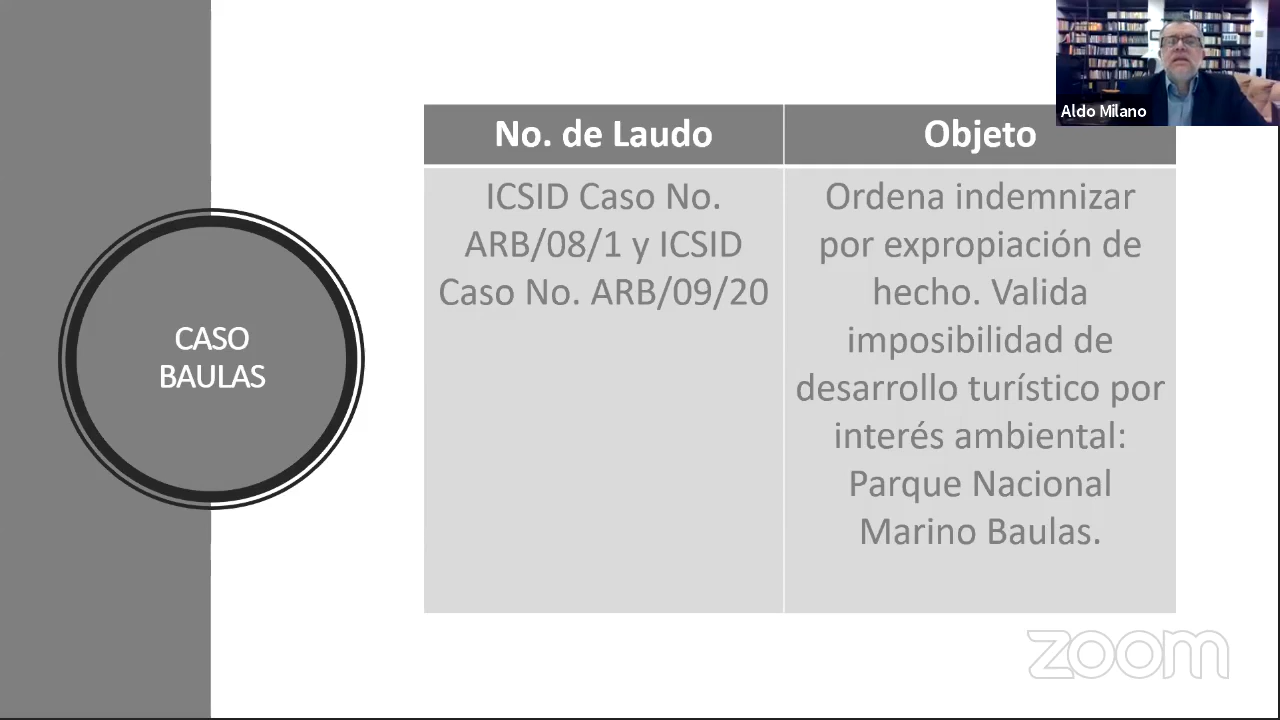 CASO
BAULAS
No. de Laudo
Objeto
ICSID Caso No.
ARB/08/1 y ICSID
Caso No. ARB/09/20
Ordena indemnizar
por expropiación de
hecho. Valida
imposibilidad de
desarrollo turístico por
interés ambiental:
Parque Nacional
Marino Baulas.
Aldo Milano
zoom